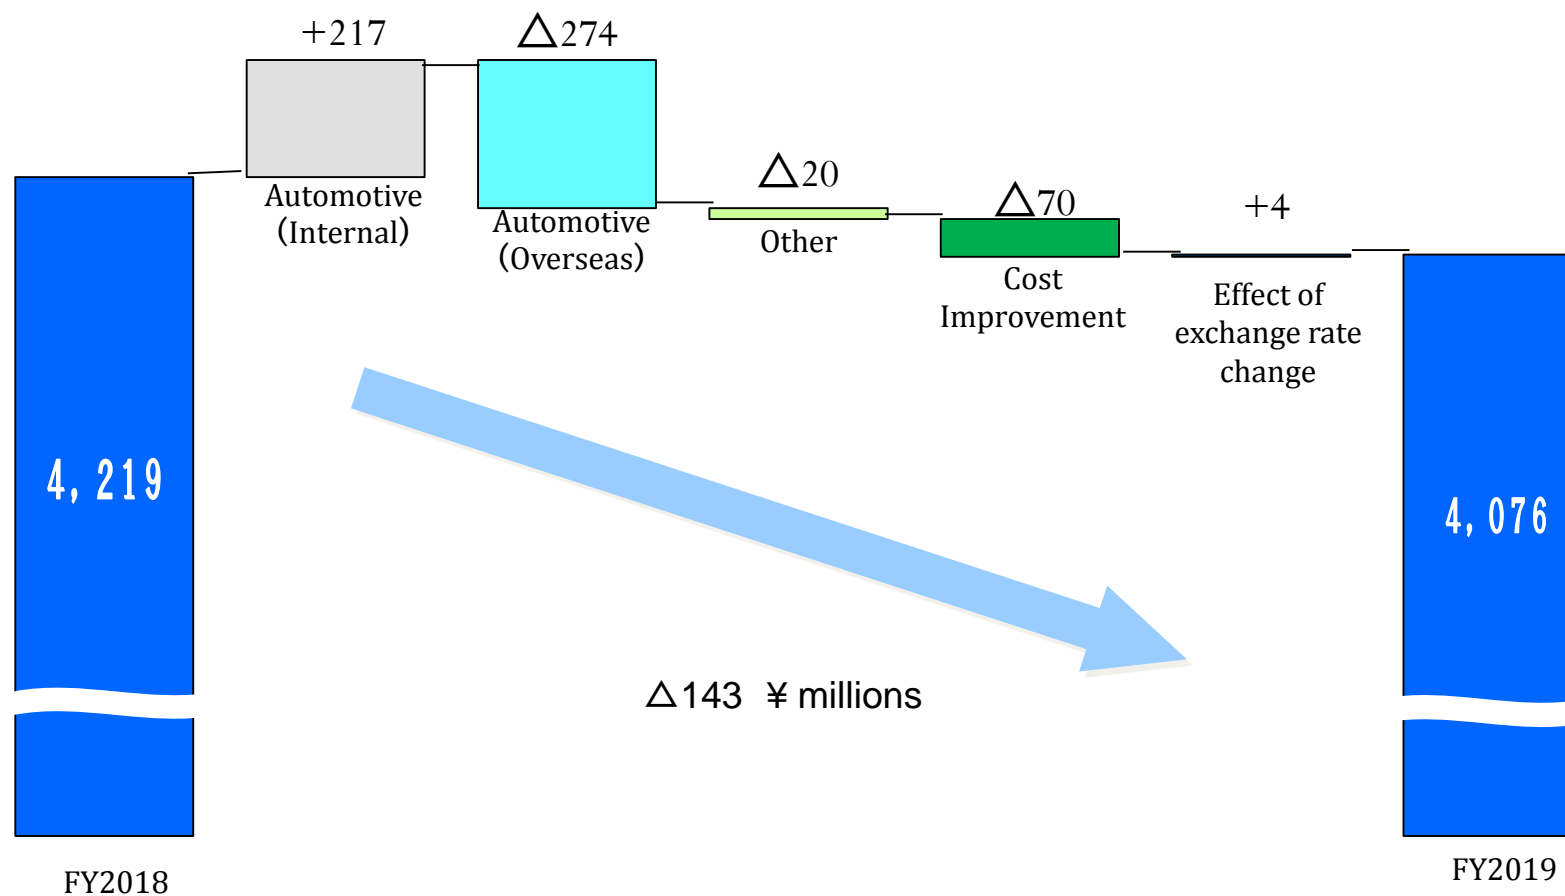 +217
△274
△20
△70
+4
Automotive
(Internal)
Automotive
(Overseas)
Other
Cost
Improvement
Effect of
exchange rate
change
4, 219
4, 076
△143 ¥ millions
FY2018
FY2019